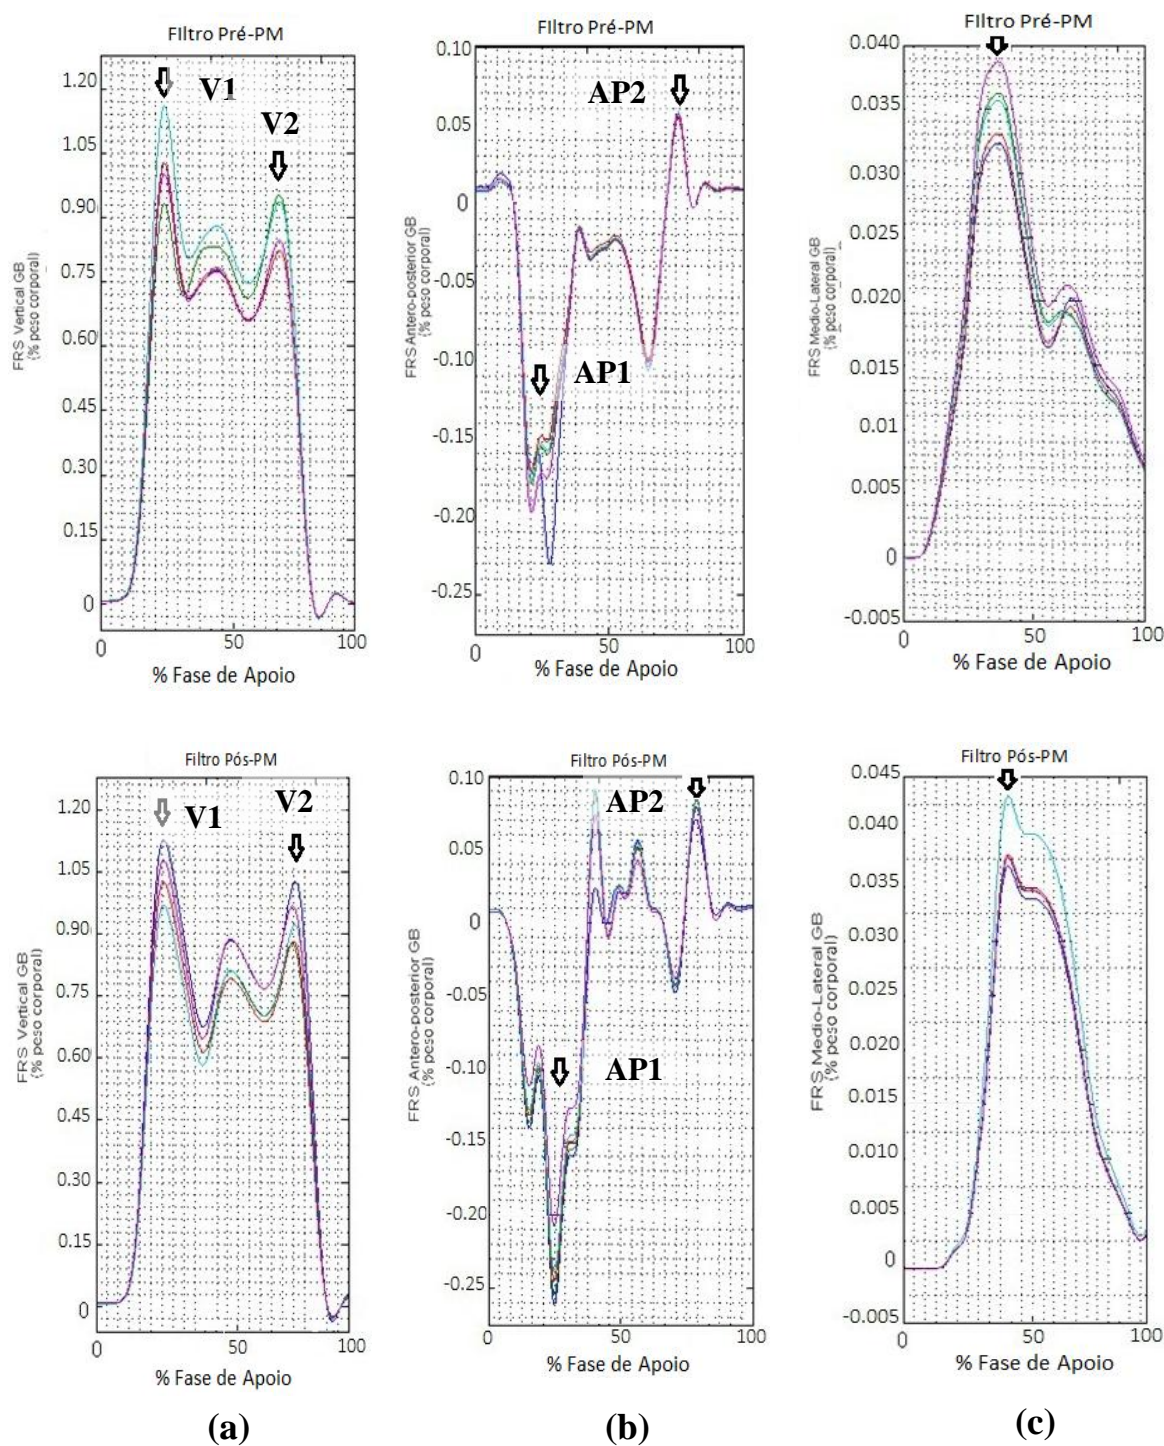 FIltro Pré-PM
1.20
1.05
0.90
0.75
0.60
0.45
0.30
0.15
0
V1
V2
FRS Vertical GB
(% peso corporal)
0
50
100
% Fase de Apoio
FIltro Pré-PM
0.10
0.05
0
-0.05
-0.10
-0.15
-0.20
-0.25
AP2
AP1
FRS Antero-posterior GB
(% peso corporal)
0
50
100
% Fase de Apoio
FIltro Pré-PM
0.040
0.035
0.030
0.025
0.020
0.015
0.01
0.005
0
-0.005
FRS Medio-Lateral GB
(% peso corporal)
0
50
100
% Fase de Apoio
Filtro Pós-PM
1.20
1.05
0.90
0.75
0.60
0.45
0.30
0.15
0
V1
V2
FRS Vertical GB
(% peso corporal)
0
50
100
% Fase de Apoio
Filtro Pós-PM
0.10
0.05
0
-0.05
-0.10
-0.15
-0.20
-0.25
AP2
AP1
FRS Antero-posterior GB
(% peso corporal)
0
50
100
% Fase de Apoio
Filtro Pós-PM
0.045
0.040
0.035
0.030
0.025
0.020
0.015
0.010
0.005
0
-0.005
FRS Medio-Lateral GB
(% peso corporal)
0
50
100
% Fase de Apoio
(a)
(b)
(c)